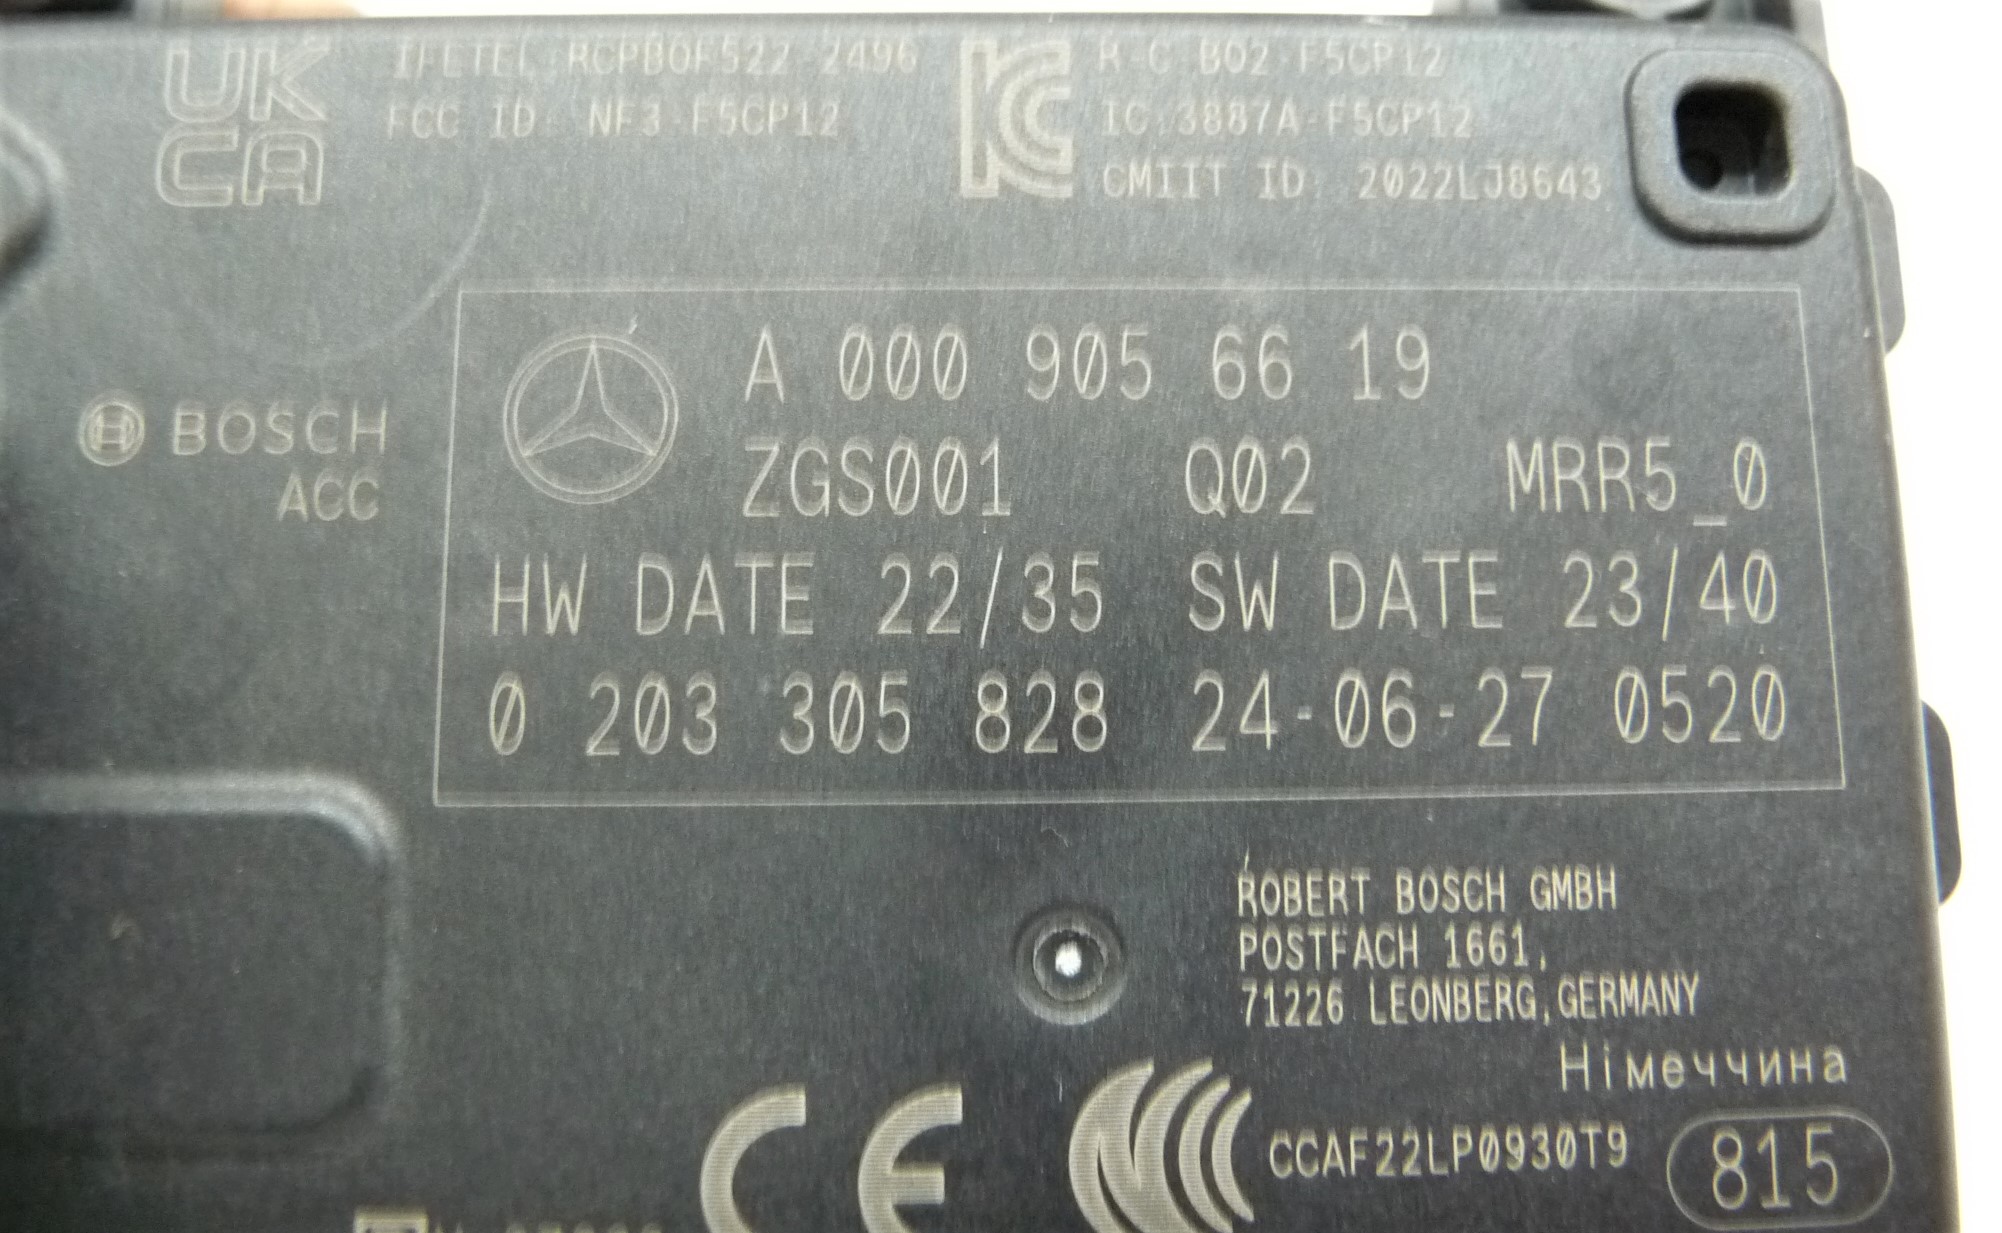 UK
CA
IFETEL: RCPBOF522-2496
FCC ID: NF3-F5CP12
R-C-B02-F5CP12
IC:3887A-F5CP12
CMIIT ID: 2022LJ8643
BOSCH
ACC
A 000 905 66 19
ZGS001 Q02 MRR5_0
HW DATE 22/35 SW DATE 23/40
0 203 305 828 24-06-27 0520
ROBERT BOSCH GMBH
POSTFACH 1661,
71226 LEONBERG,GERMANY
Німеччина
CE
CCAF22LP0930T9
815